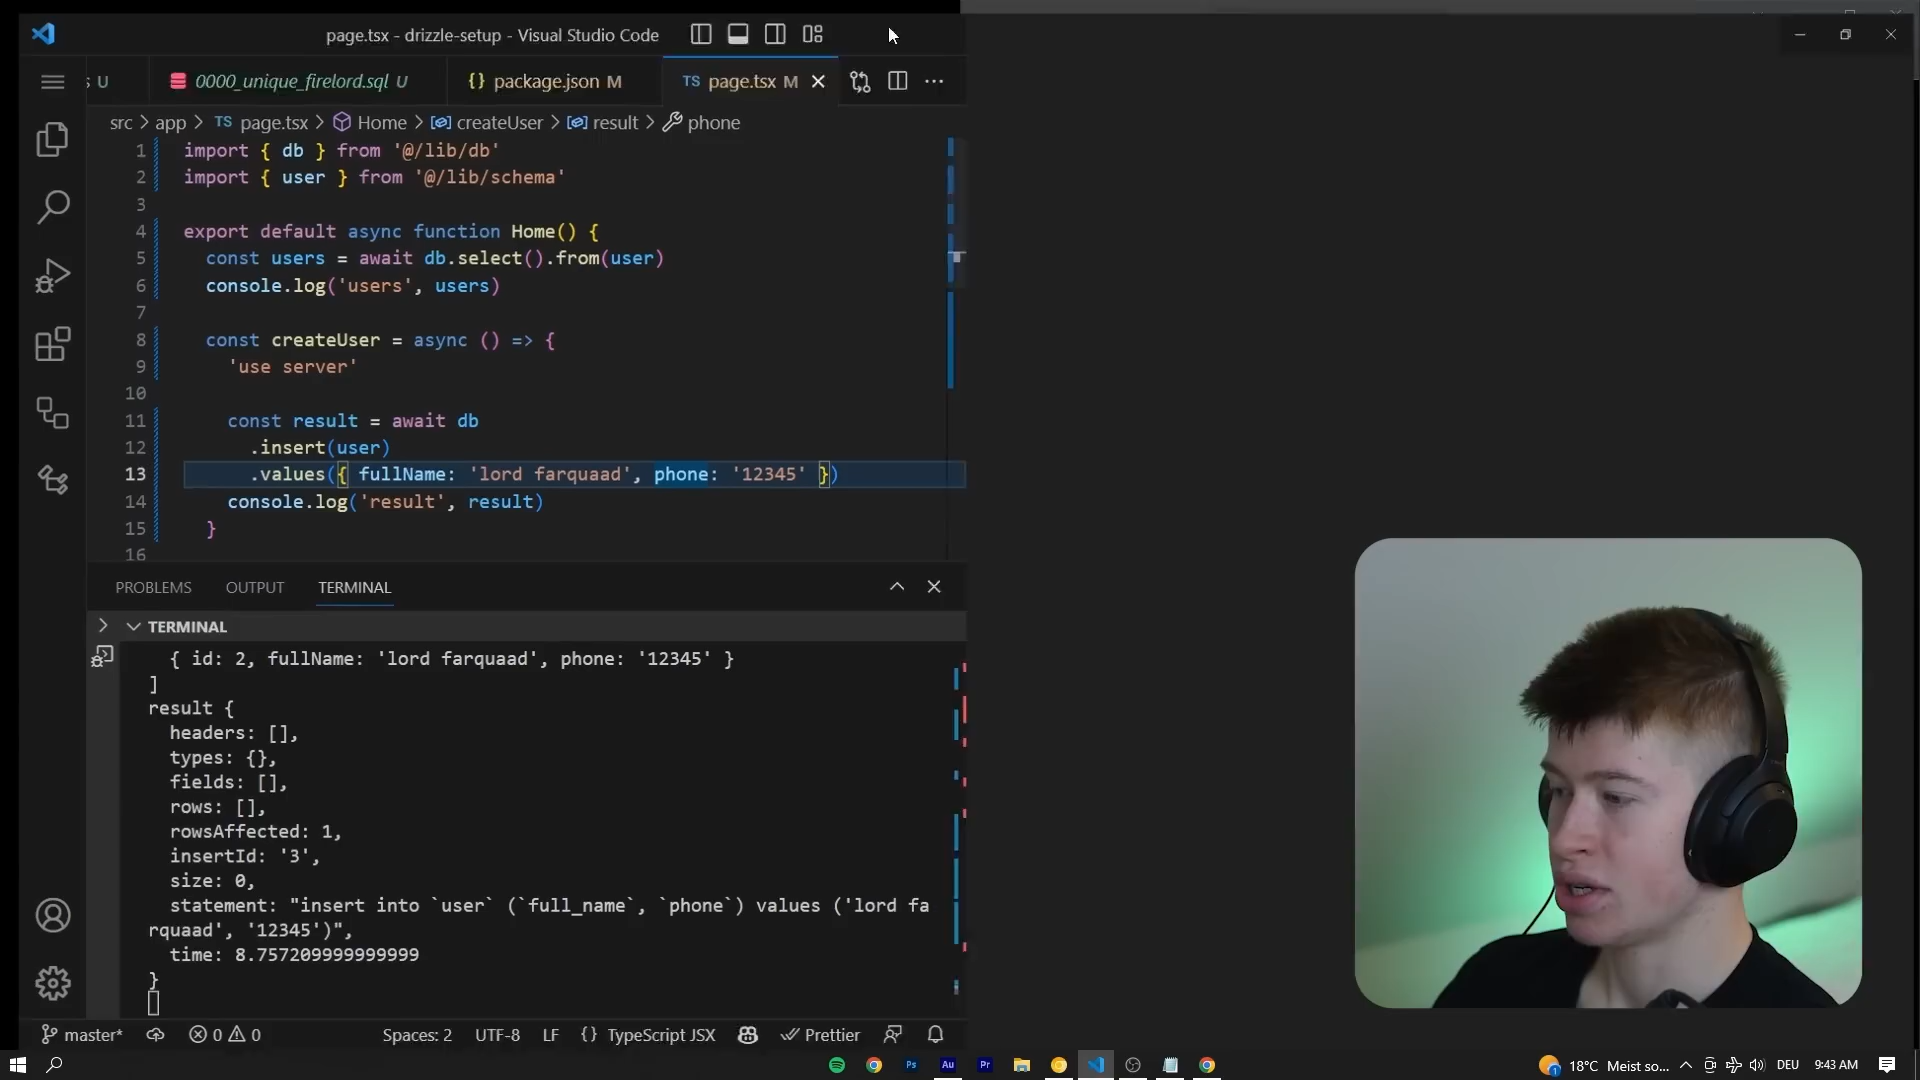 page.tsx - drizzle-setup - Visual Studio Code
s U
0000_unique_firelord.sql U
{} package.json M
TS page.tsx M
src > app > TS page.tsx > Home > createUser > result > phone
1 import { db } from '@/lib/db'
2 import { user } from '@/lib/schema'
3
4 export default async function Home() {
5 const users = await db.select().from(user)
6 console.log('users', users)
7
8 const createUser = async () => {
9 'use server'
10
11 const result = await db
12 .insert(user)
13 .values({ fullName: 'lord farquaad', phone: '12345' })
14 console.log('result', result)
15 }
16
PROBLEMS OUTPUT TERMINAL
TERMINAL
{ id: 2, fullName: 'lord farquaad', phone: '12345' }
]
result {
headers: [],
types: {},
fields: [],
rows: [],
rowsAffected: 1,
insertId: '3',
size: 0,
statement: "insert into `user` (`full_name`, `phone`) values ('lord fa
rquaad', '12345')",
time: 8.757209999999999
}
master* 0 0 Spaces: 2 UTF-8 LF {} TypeScript JSX Prettier
Ps Au Pr 18°C Meist so... DEU 9:43 AM